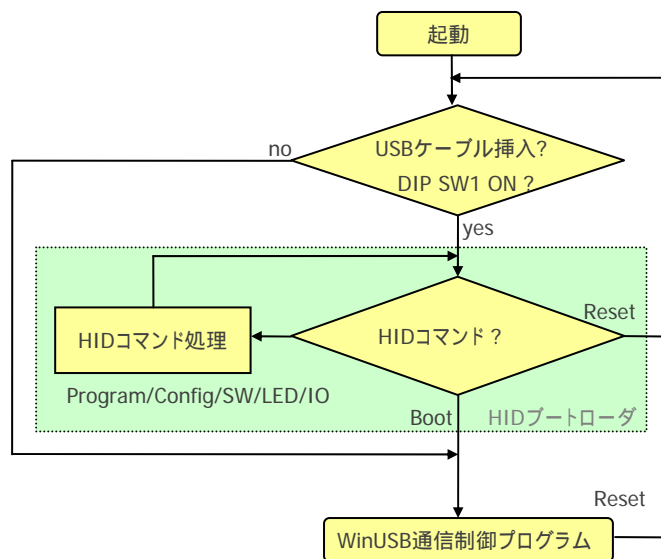 起動
USBケーブル挿入?
DIP SW1 ON ?
no
yes
HIDコマンド ?
Reset
HIDコマンド処理
Program/Config/SW/LED/IO
Boot
HIDブートローダ
Reset
WinUSB通信制御プログラム